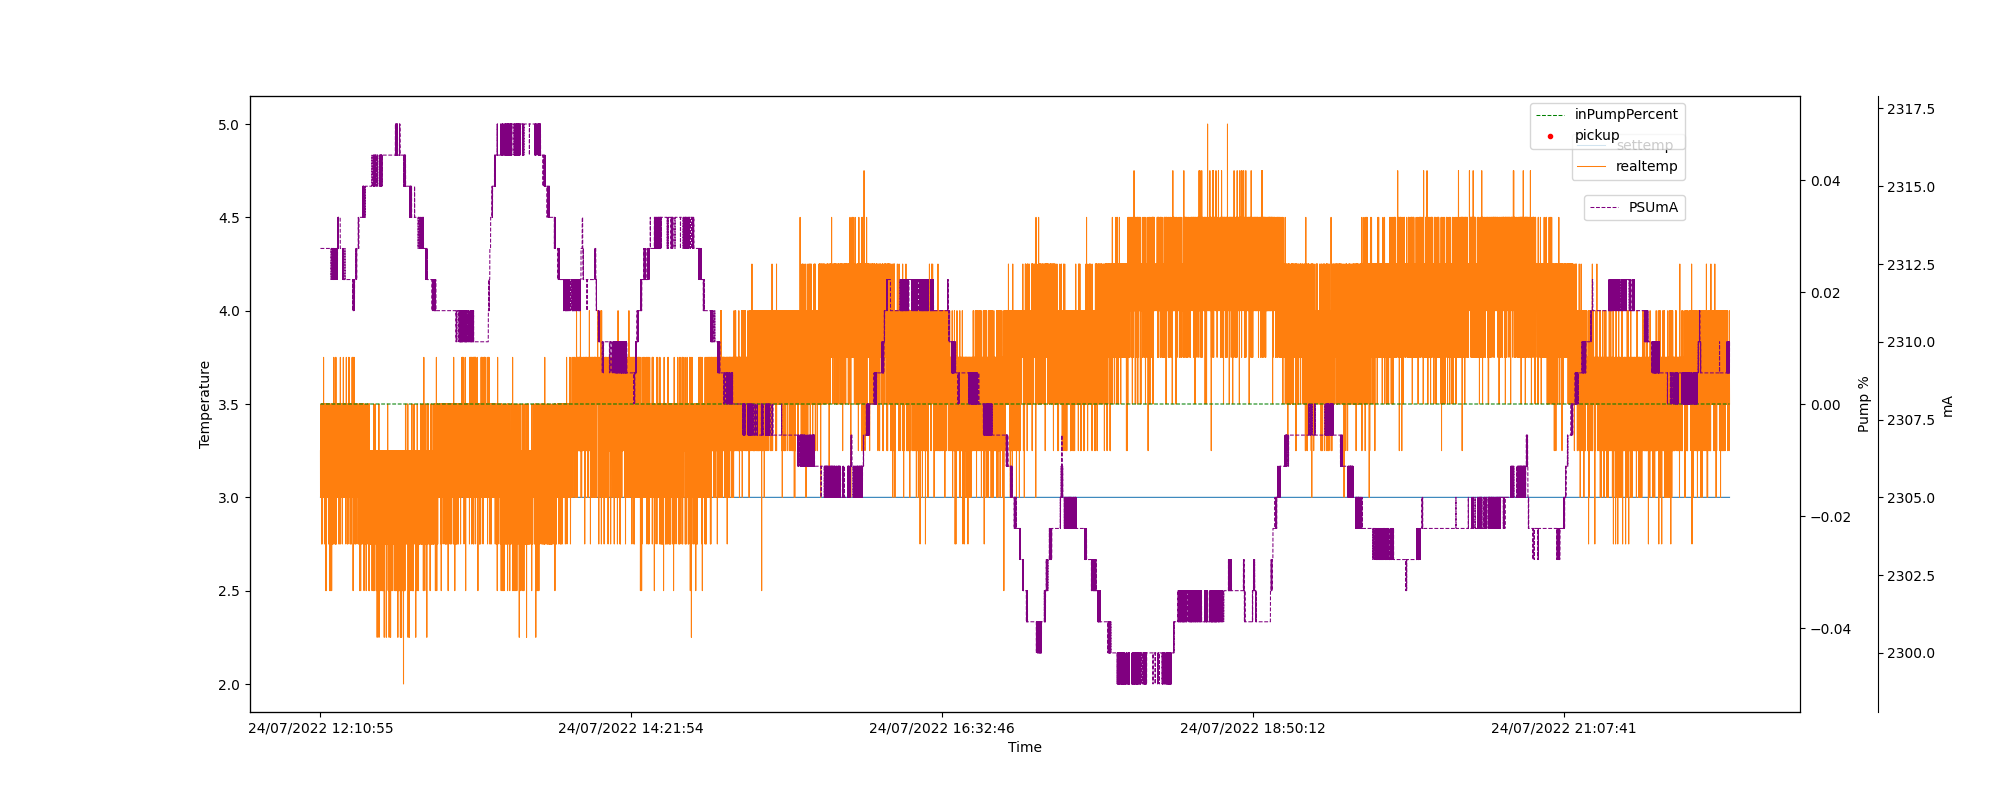 inPumpPercent
pickup
settemp
realtemp
PSUmA
5.0
4.5
4.0
3.5
3.0
2.5
2.0
Temperature
0.04
0.02
0.00
−0.02
−0.04
Pump %
2317.5
2315.0
2312.5
2310.0
2307.5
2305.0
2302.5
2300.0
mA
24/07/2022 12:10:55
24/07/2022 14:21:54
24/07/2022 16:32:46
24/07/2022 18:50:12
24/07/2022 21:07:41
Time